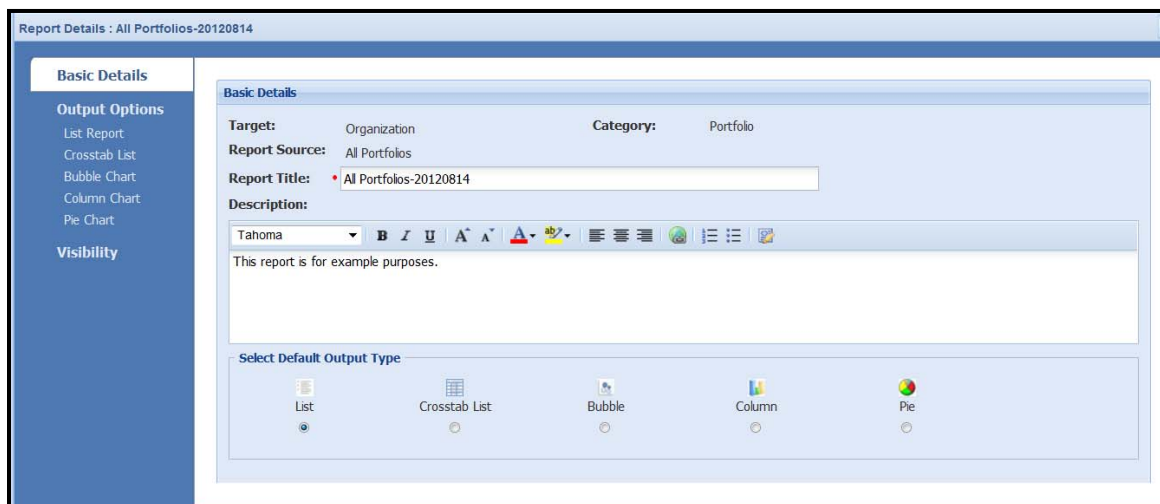 Report Details : All Portfolios-20120814
Basic Details
Output Options
List Report
Crosstab List
Bubble Chart
Column Chart
Pie Chart
Visibility
Basic Details
Target: Organization Category: Portfolio
Report Source: All Portfolios
Report Title: * All Portfolios-20120814
Description:
Tahoma B I U A A A ab
This report is for example purposes.
Select Default Output Type
List Crosstab List Bubble Column Pie